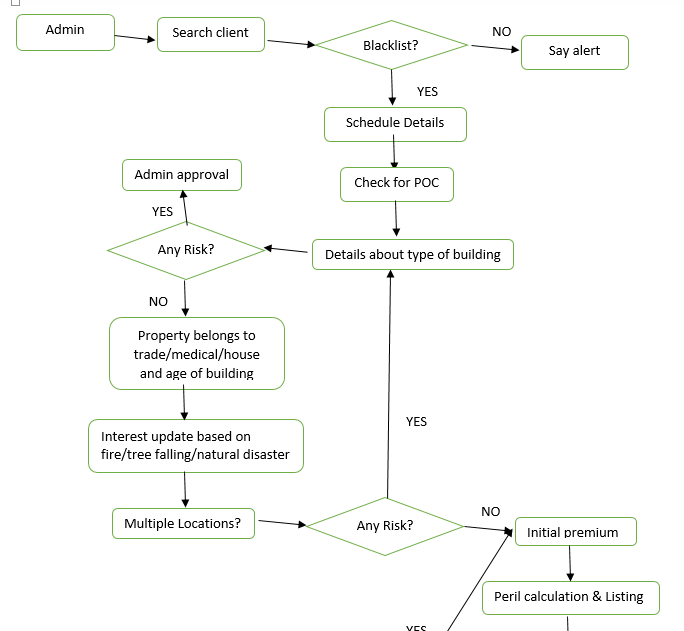 Admin
Search client
Blacklist?
NO
Say alert
YES
Schedule Details
Check for POC
Admin approval
YES
Any Risk?
Details about type of building
NO
Property belongs to
trade/medical/house
and age of building
YES
Interest update based on
fire/tree falling/natural disaster
Multiple Locations?
Any Risk?
NO
Initial premium
Peril calculation & Listing
YES